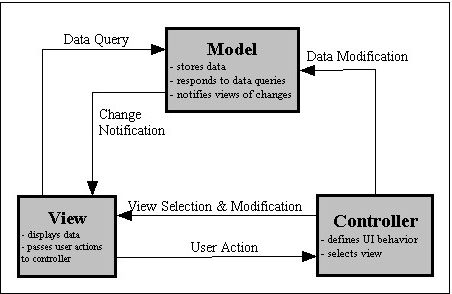 Data Query
Model
- stores data
- responds to data queries
- notifies views of changes
Data Modification
Change
Notification
View Selection & Modification
View
- displays data
- passes user actions
to controller
User Action
Controller
- defines UI behavior
- selects view